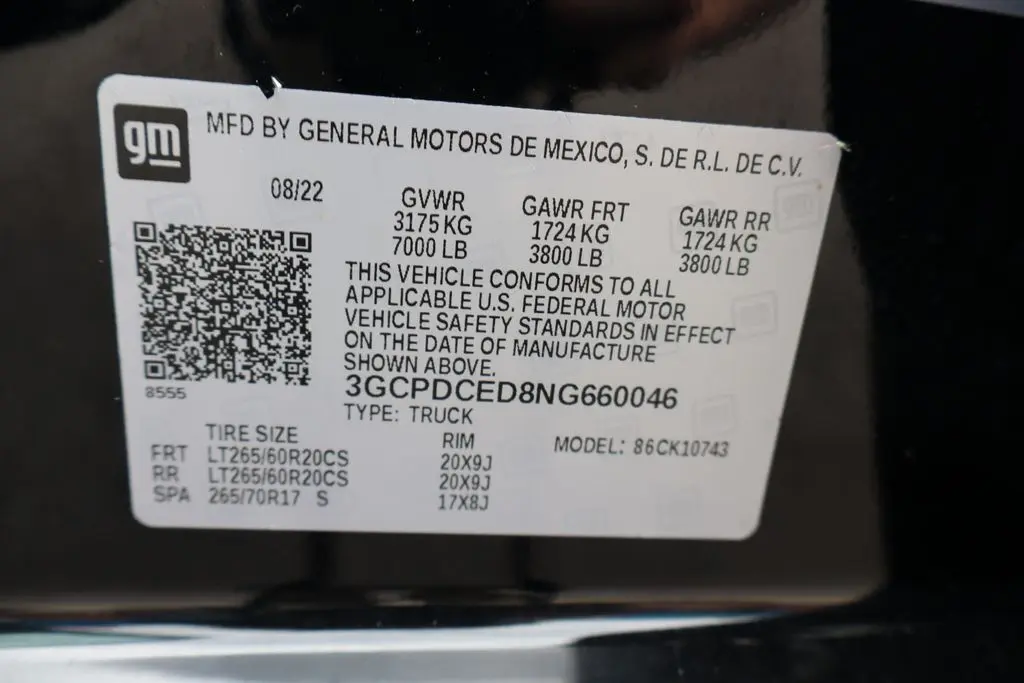 gm MFD BY GENERAL MOTORS DE MEXICO, S. DE R.L. DE C.V.
08/22 GVWR GAWR FRT GAWR RR
3175 KG 1724 KG 1724 KG
7000 LB 3800 LB 3800 LB
THIS VEHICLE CONFORMS TO ALL
APPLICABLE U.S. FEDERAL MOTOR
VEHICLE SAFETY STANDARDS IN EFFECT
ON THE DATE OF MANUFACTURE
SHOWN ABOVE.
8555 3GCPDCED8NG660046
TYPE: TRUCK
TIRE SIZE RIM MODEL: 86CK10743
FRT LT265/60R20CS 20X9J
RR LT265/60R20CS 20X9J
SPA 265/70R17 S 17X8J